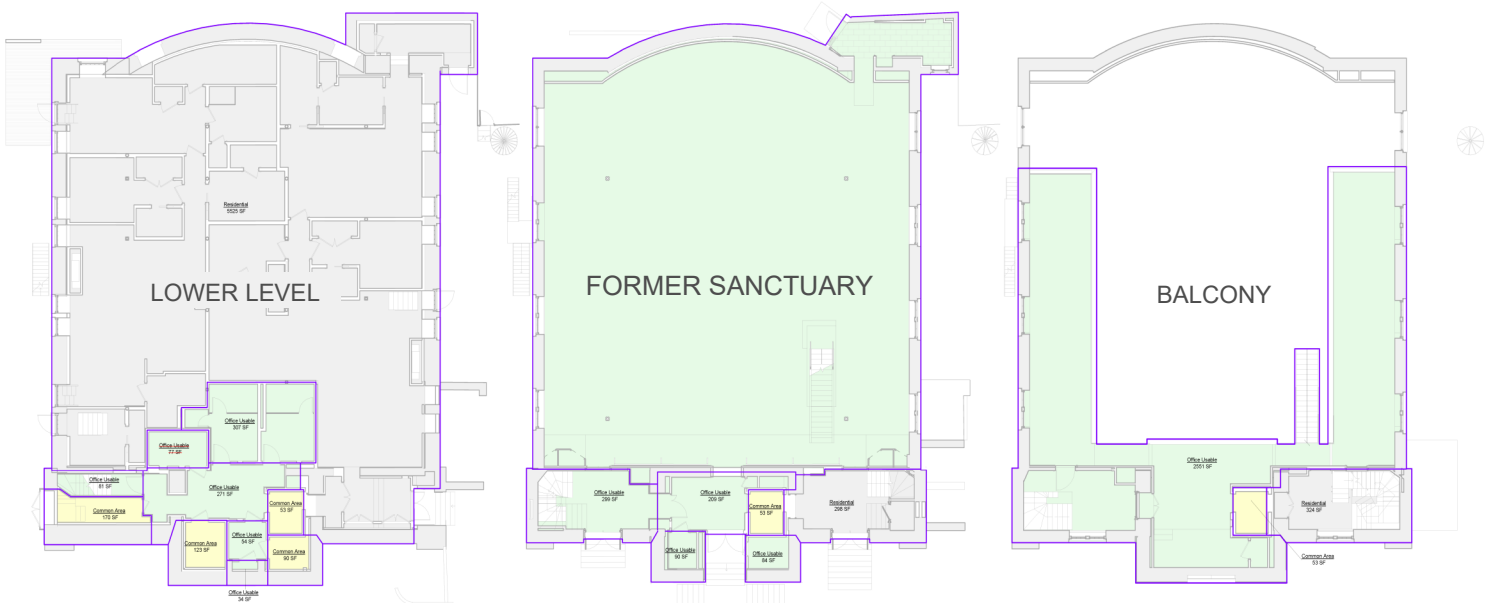 Residential
5525 SF
LOWER LEVEL
Office Usable
307 SF
Office Usable
77 SF
Office Usable
81 SF
Office Usable
271 SF
Common Area
170 SF
Common Area
53 SF
Common Area
123 SF
Office Usable
54 SF
Common Area
90 SF
Office Usable
34 SF
FORMER SANCTUARY
Office Usable
299 SF
Office Usable
209 SF
Common Area
53 SF
Residential
298 SF
Office Usable
90 SF
Office Usable
84 SF
BALCONY
Office Usable
2551 SF
Residential
324 SF
Common Area
53 SF